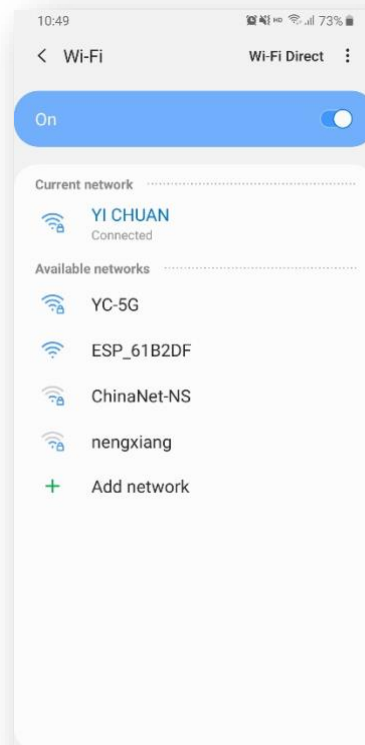 10:49 HD 73%
Wi-Fi Wi-Fi Direct
On
Current network
YI CHUAN
Connected
Available networks
YC-5G
ESP_61B2DF
ChinaNet-NS
nengxiang
Add network